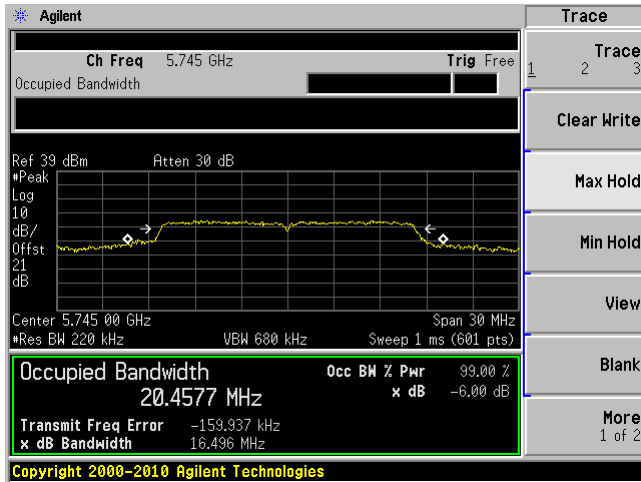 Agilent
Trace
Ch Freq 5.745 GHz Trig Free
Occupied Bandwidth
Trace
1 2 3
Clear Write
Max Hold
Min Hold
View
Blank
More
1 of 2
Ref 39 dBm Atten 30 dB
#Peak
Log
10
dB/
Offst
21
dB
Center 5.745 00 GHz Span 30 MHz
#Res BW 220 kHz VBW 680 kHz Sweep 1 ms (601 pts)
Occupied Bandwidth Occ BW % Pwr 99.00 %
20.4577 MHz x dB -6.00 dB
Transmit Freq Error -159.937 kHz
x dB Bandwidth 16.496 MHz
Copyright 2000-2010 Agilent Technologies